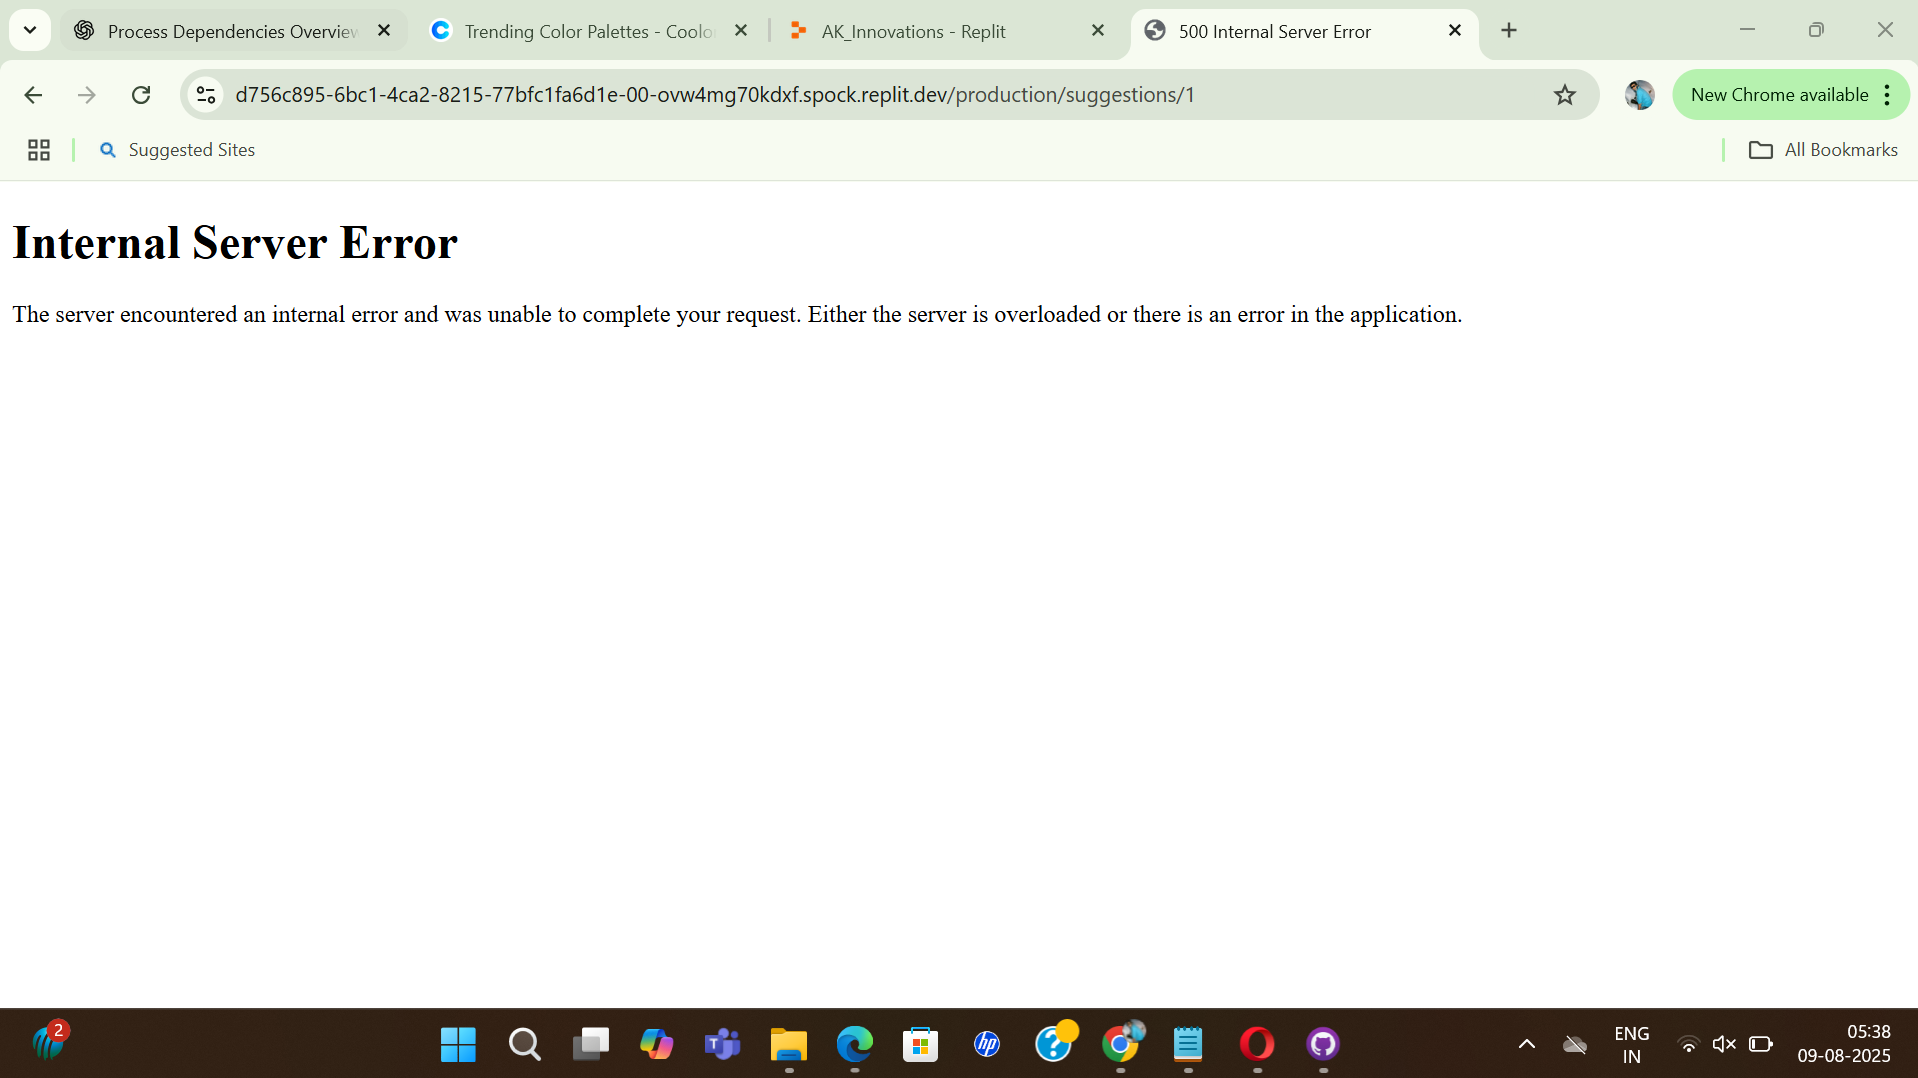 Process Dependencies Overview
Trending Color Palettes - Coolo
AK_Innovations - Replit
500 Internal Server Error
d756c895-6bc1-4ca2-8215-77bfc1fa6d1e-00-ovw4mg70kdxf.spock.replit.dev/production/suggestions/1
New Chrome available
Suggested Sites
All Bookmarks
Internal Server Error
The server encountered an internal error and was unable to complete your request. Either the server is overloaded or there is an error in the application.
2
T
hp
?
ENG
IN
05:38
09-08-2025